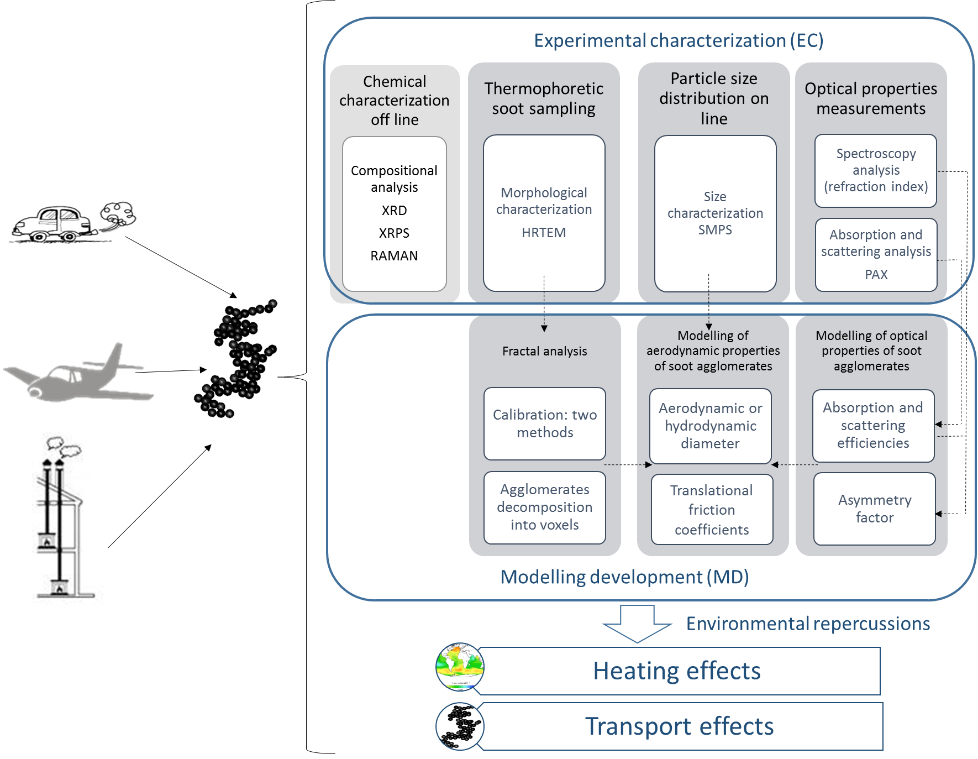 Experimental characterization (EC)
Chemical
characterization
off line
Compositional
analysis
XRD
XRPS
RAMAN
Thermophoretic
soot sampling
Morphological
characterization
HRTEM
Particle size
distribution on
line
Size
characterization
SMPS
Optical properties
measurements
Spectroscopy
analysis
(refraction index)
Absorption and
scattering analysis
PAX
Fractal analysis
Calibration: two
methods
Agglomerates
decomposition
into voxels
Modelling of
aerodynamic properties
of soot agglomerates
Aerodynamic or
hydrodynamic
diameter
Translational
friction
coefficients
Modelling of optical
properties of soot
agglomerates
Absorption and
scattering
efficiencies
Asymmetry
factor
Modelling development (MD)
Environmental repercussions
Heating effects
Transport effects